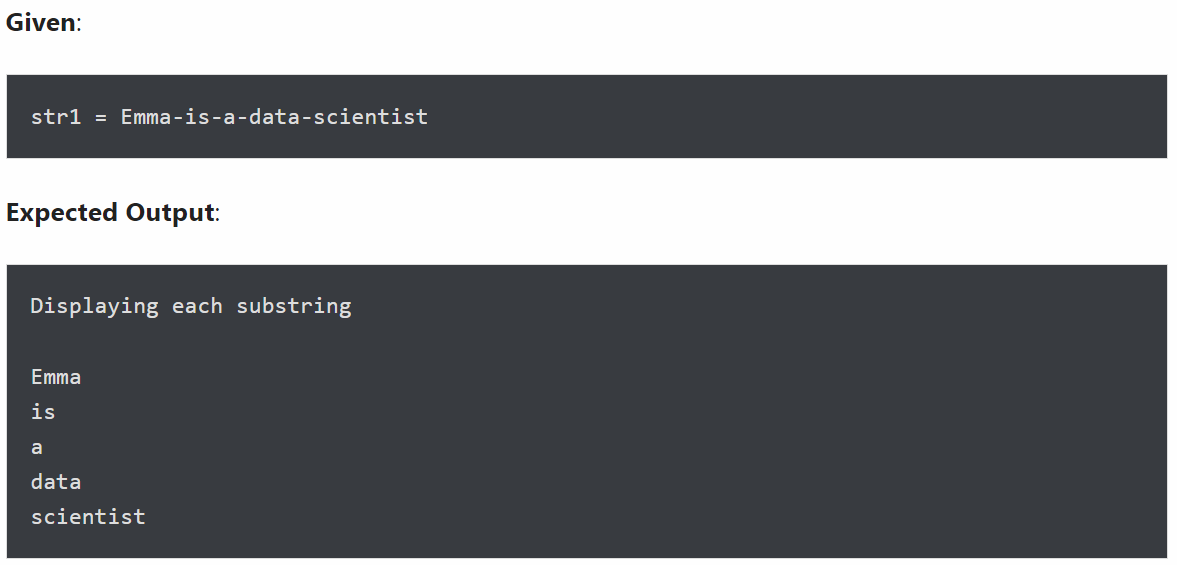 Given:
str1 = Emma-is-a-data-scientist
Expected Output:
Displaying each substring
Emma
is
a
data
scientist